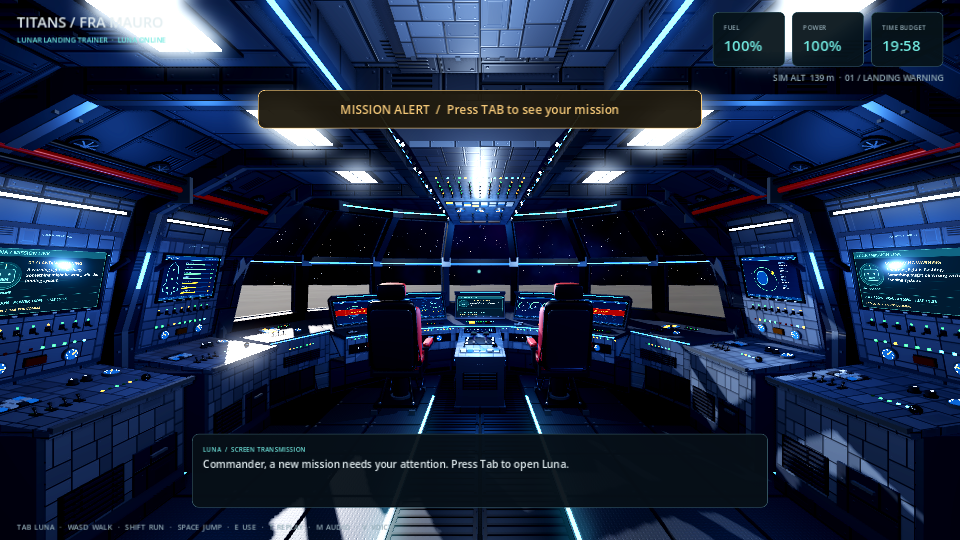 TITANS / FRA MAURO
LUNAR LANDING TRAINER · LUNA ONLINE
FUEL
100%
POWER
100%
TIME BUDGET
19:58
SIM ALT 139 m · 01 / LANDING WARNING
MISSION ALERT / Press TAB to see your mission
LUNA / SCREEN TRANSMISSION
Commander, a new mission needs your attention. Press Tab to open Luna.
TAB LUNA · WASD WALK · SHIFT RUN · SPACE JUMP · E USE · M AUDIO